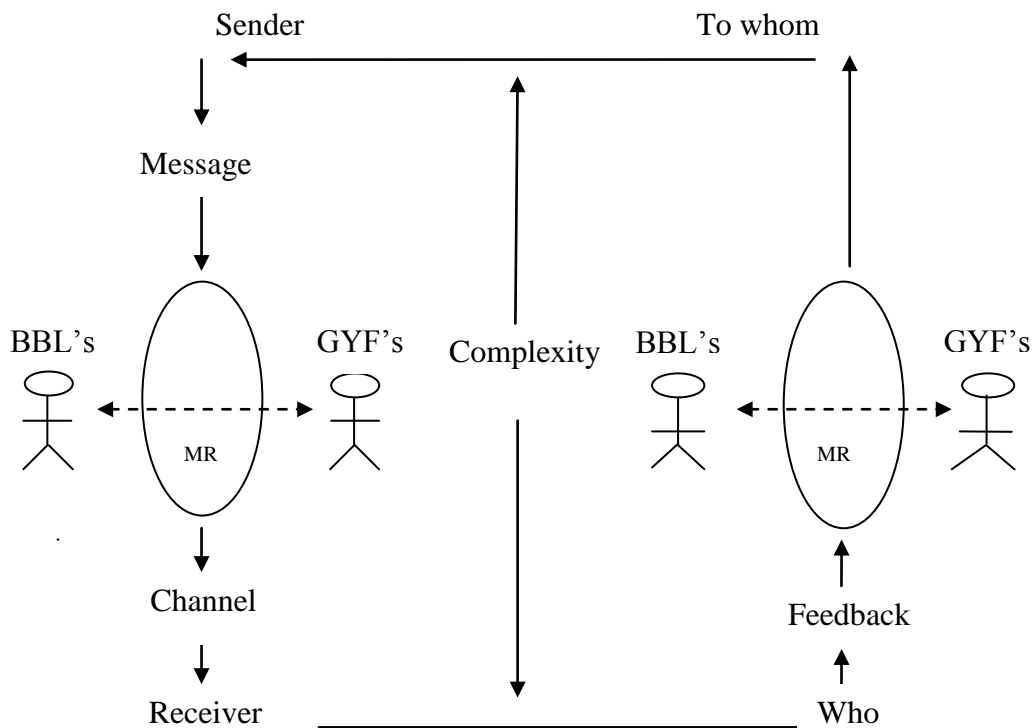 Sender
To whom
Message
BBL’s
GYF’s
Complexity
BBL’s
GYF’s
MR
MR
Channel
Feedback
Receiver
Who